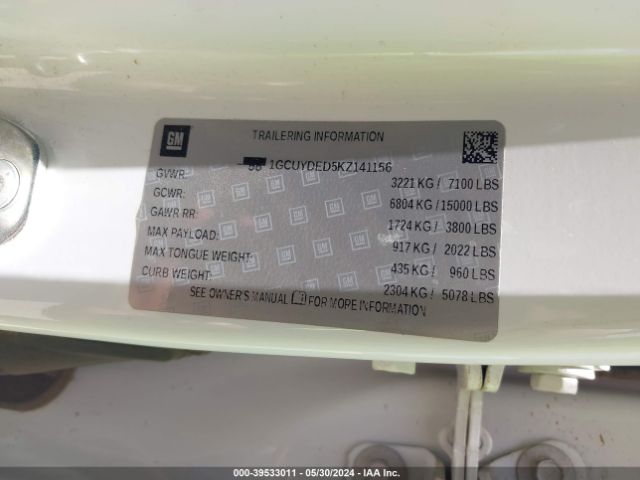 GM
TRAILERING INFORMATION
1GCUYDED5KZ141156
GVWR: 3221 KG / 7100 LBS
GCWR: 6804 KG / 15000 LBS
GAWR RR: 1724 KG / 3800 LBS
MAX PAYLOAD: 917 KG / 2022 LBS
MAX TONGUE WEIGHT: 435 KG / 960 LBS
CURB WEIGHT: 2304 KG / 5078 LBS
SEE OWNER'S MANUAL FOR MORE INFORMATION
000-39533011 - 05/30/2024 - IAA Inc.